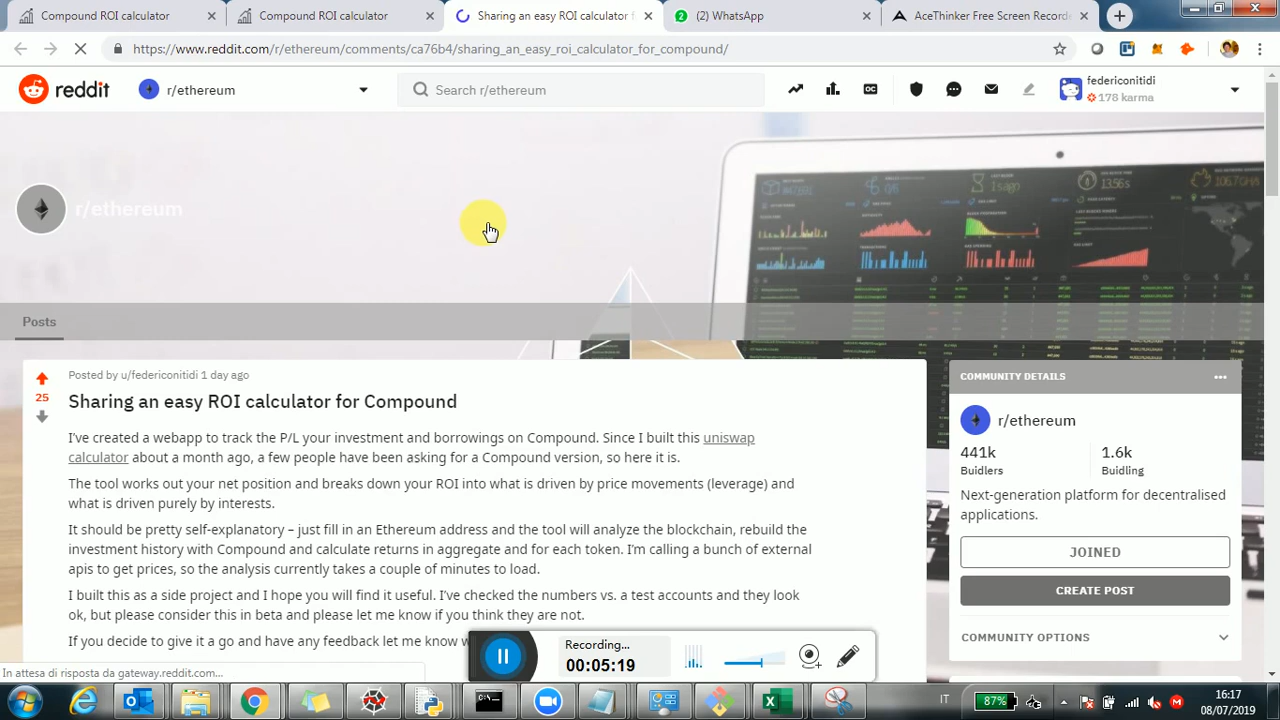 Compound ROI calculator
Compound ROI calculator
Sharing an easy ROI calculator f
(2) WhatsApp
AceThinker Free Screen Recorde
https://www.reddit.com/r/ethereum/comments/ca76b4/sharing_an_easy_roi_calculator_for_compound/
reddit
r/ethereum
Search r/ethereum
federiconitidi
178 karma
r/ethereum
Posts
Posted by u/federiconitidi 1 day ago
25
Sharing an easy ROI calculator for Compound
I've created a webapp to track the P/L your investment and borrowings on Compound. Since I built this uniswap
calculator about a month ago, a few people have been asking for a Compound version, so here it is.
The tool works out your net position and breaks down your ROI into what is driven by price movements (leverage) and
what is driven purely by interests.
It should be pretty self-explanatory – just fill in an Ethereum address and the tool will analyze the blockchain, rebuild the
investment history with Compound and calculate returns in aggregate and for each token. I'm calling a bunch of external
apis to get prices, so the analysis currently takes a couple of minutes to load.
I built this as a side project and I hope you will find it useful. I've checked the numbers vs. a test accounts and they look
ok, but please consider this in beta and please let me know if you think they are not.
If you decide to give it a go and have any feedback let me know
COMMUNITY DETAILS
r/ethereum
441k
1.6k
Buidlers
Buidling
Next-generation platform for decentralised
applications.
JOINED
CREATE POST
COMMUNITY OPTIONS
Recording...
00:05:19
In attesa di risposta da gateway.reddit.com...
IT
87%
16:17
08/07/2019